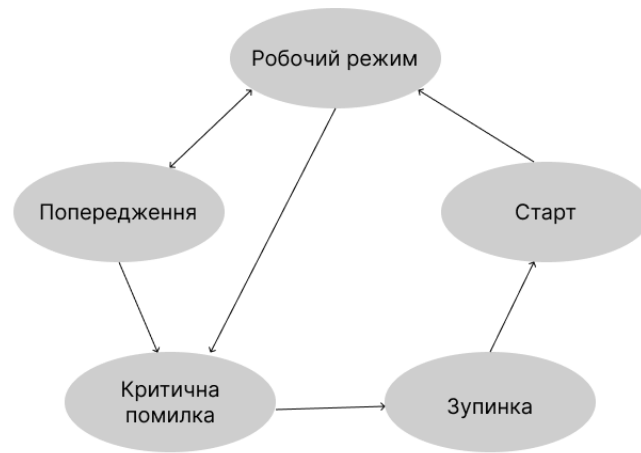 Робочий режим
Попередження
Старт
Критична
помилка
Зупинка